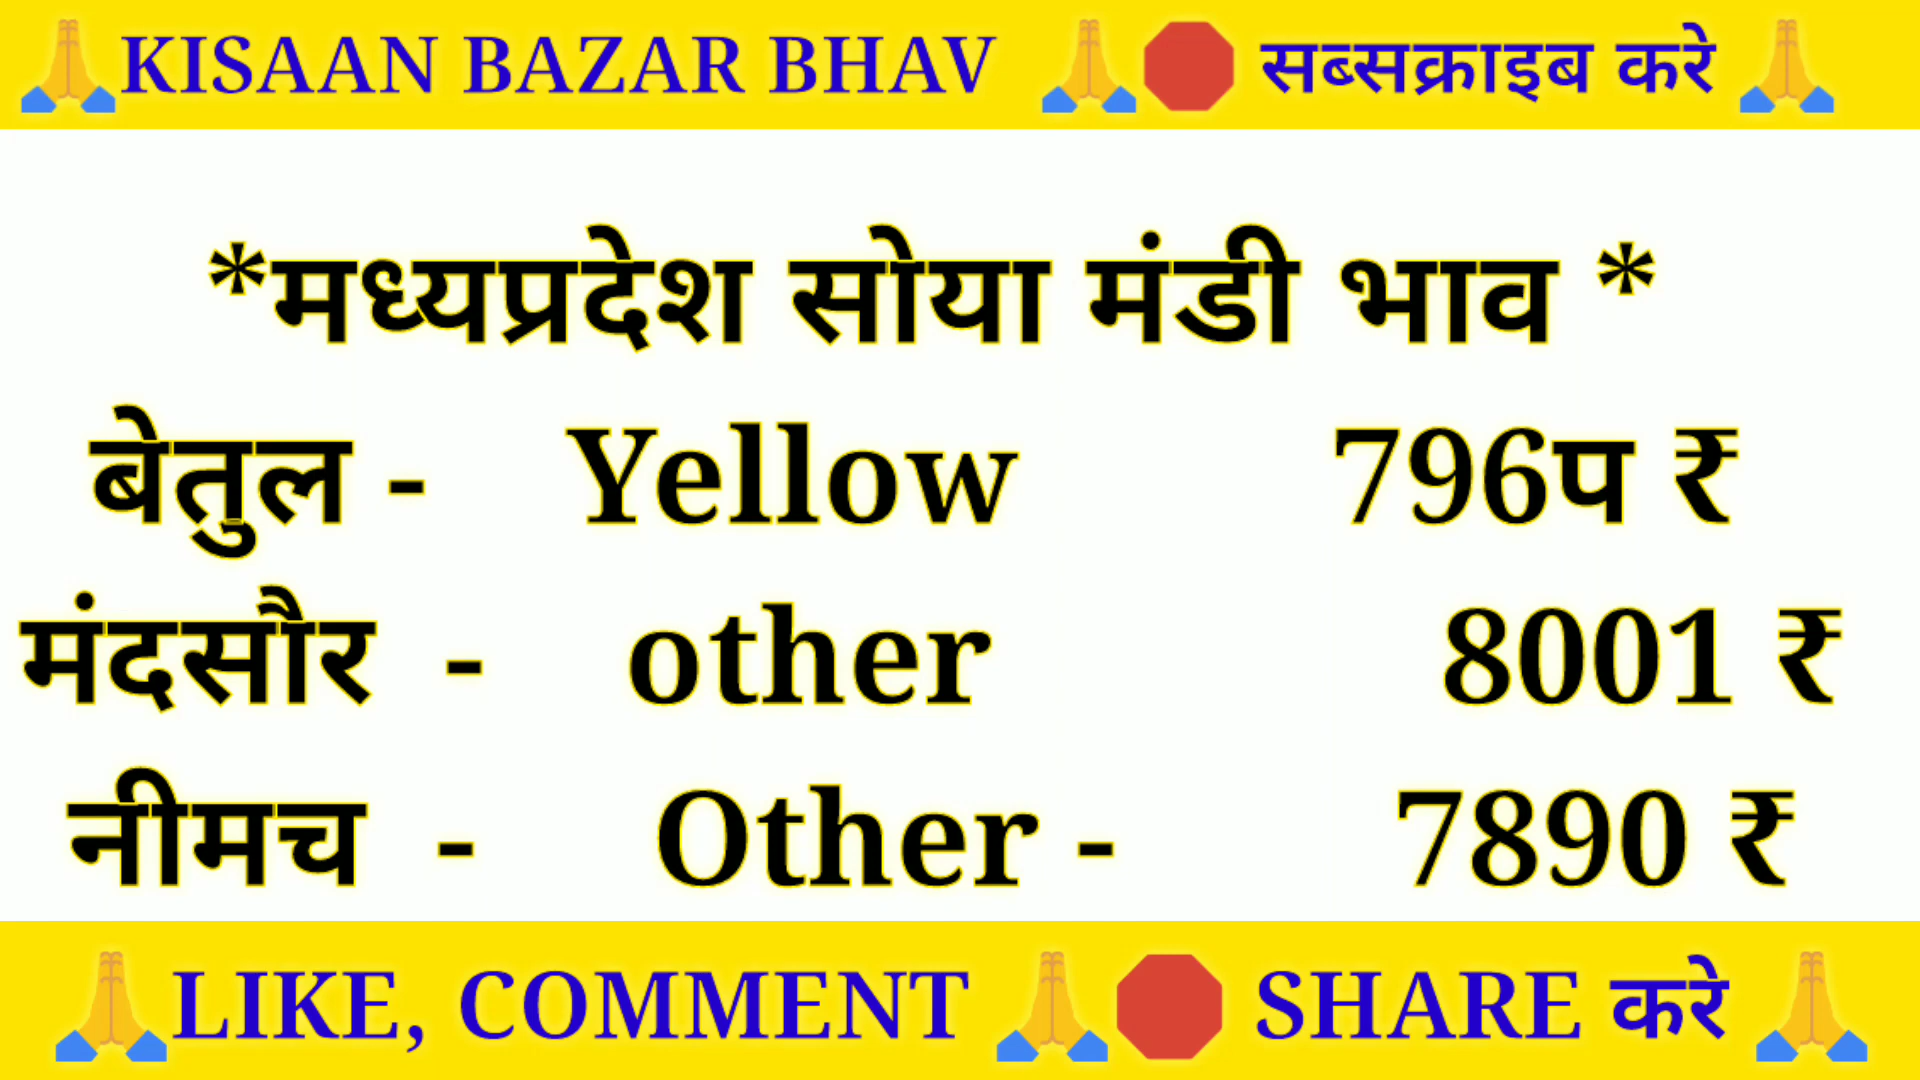 🙏KISAAN BAZAR BHAV 🙏🛑 सब्सक्राइब करे 🙏
*मध्यप्रदेश सोया मंडी भाव *
बेतुल - Yellow 796प ₹
मंदसौर - other 8001 ₹
नीमच - Other - 7890 ₹
🙏LIKE, COMMENT 🙏🛑 SHARE करे 🙏